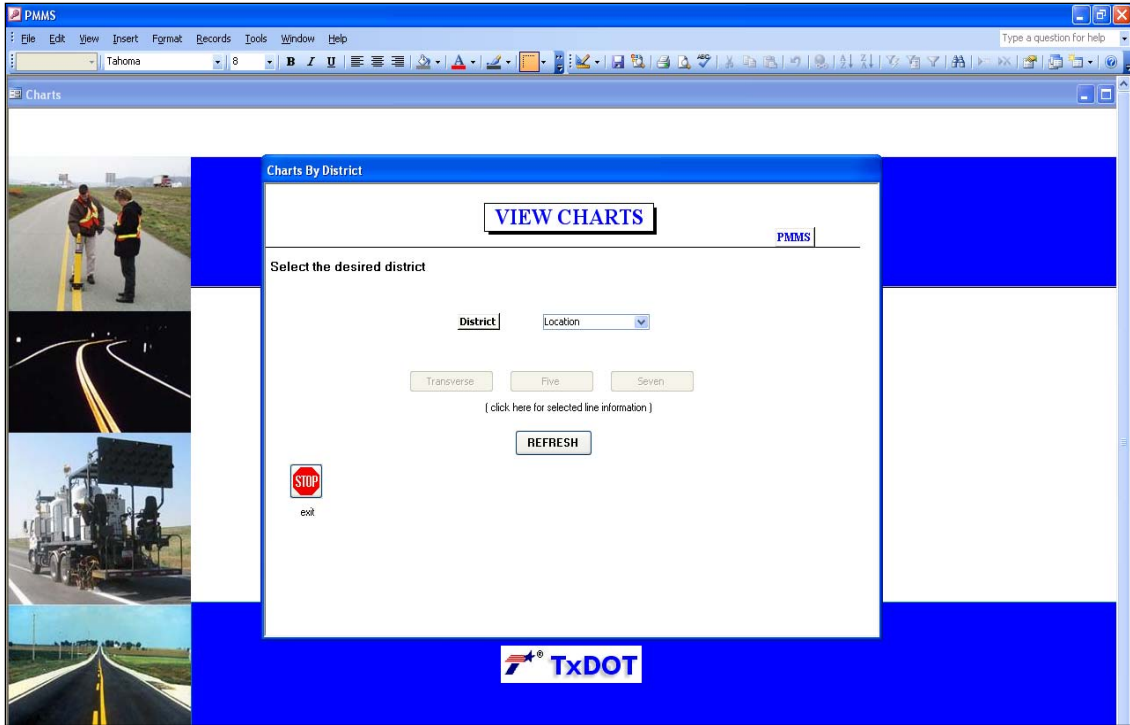 PMMS
File Edit View Insert Format Records Tools Window Help
Type a question for help
Tahoma 8 B I U
Charts
Charts By District
VIEW CHARTS
PMMS
Select the desired district
District Location
Transverse Five Seven
( click here for selected line information )
REFRESH
STOP
exit
® TxDOT